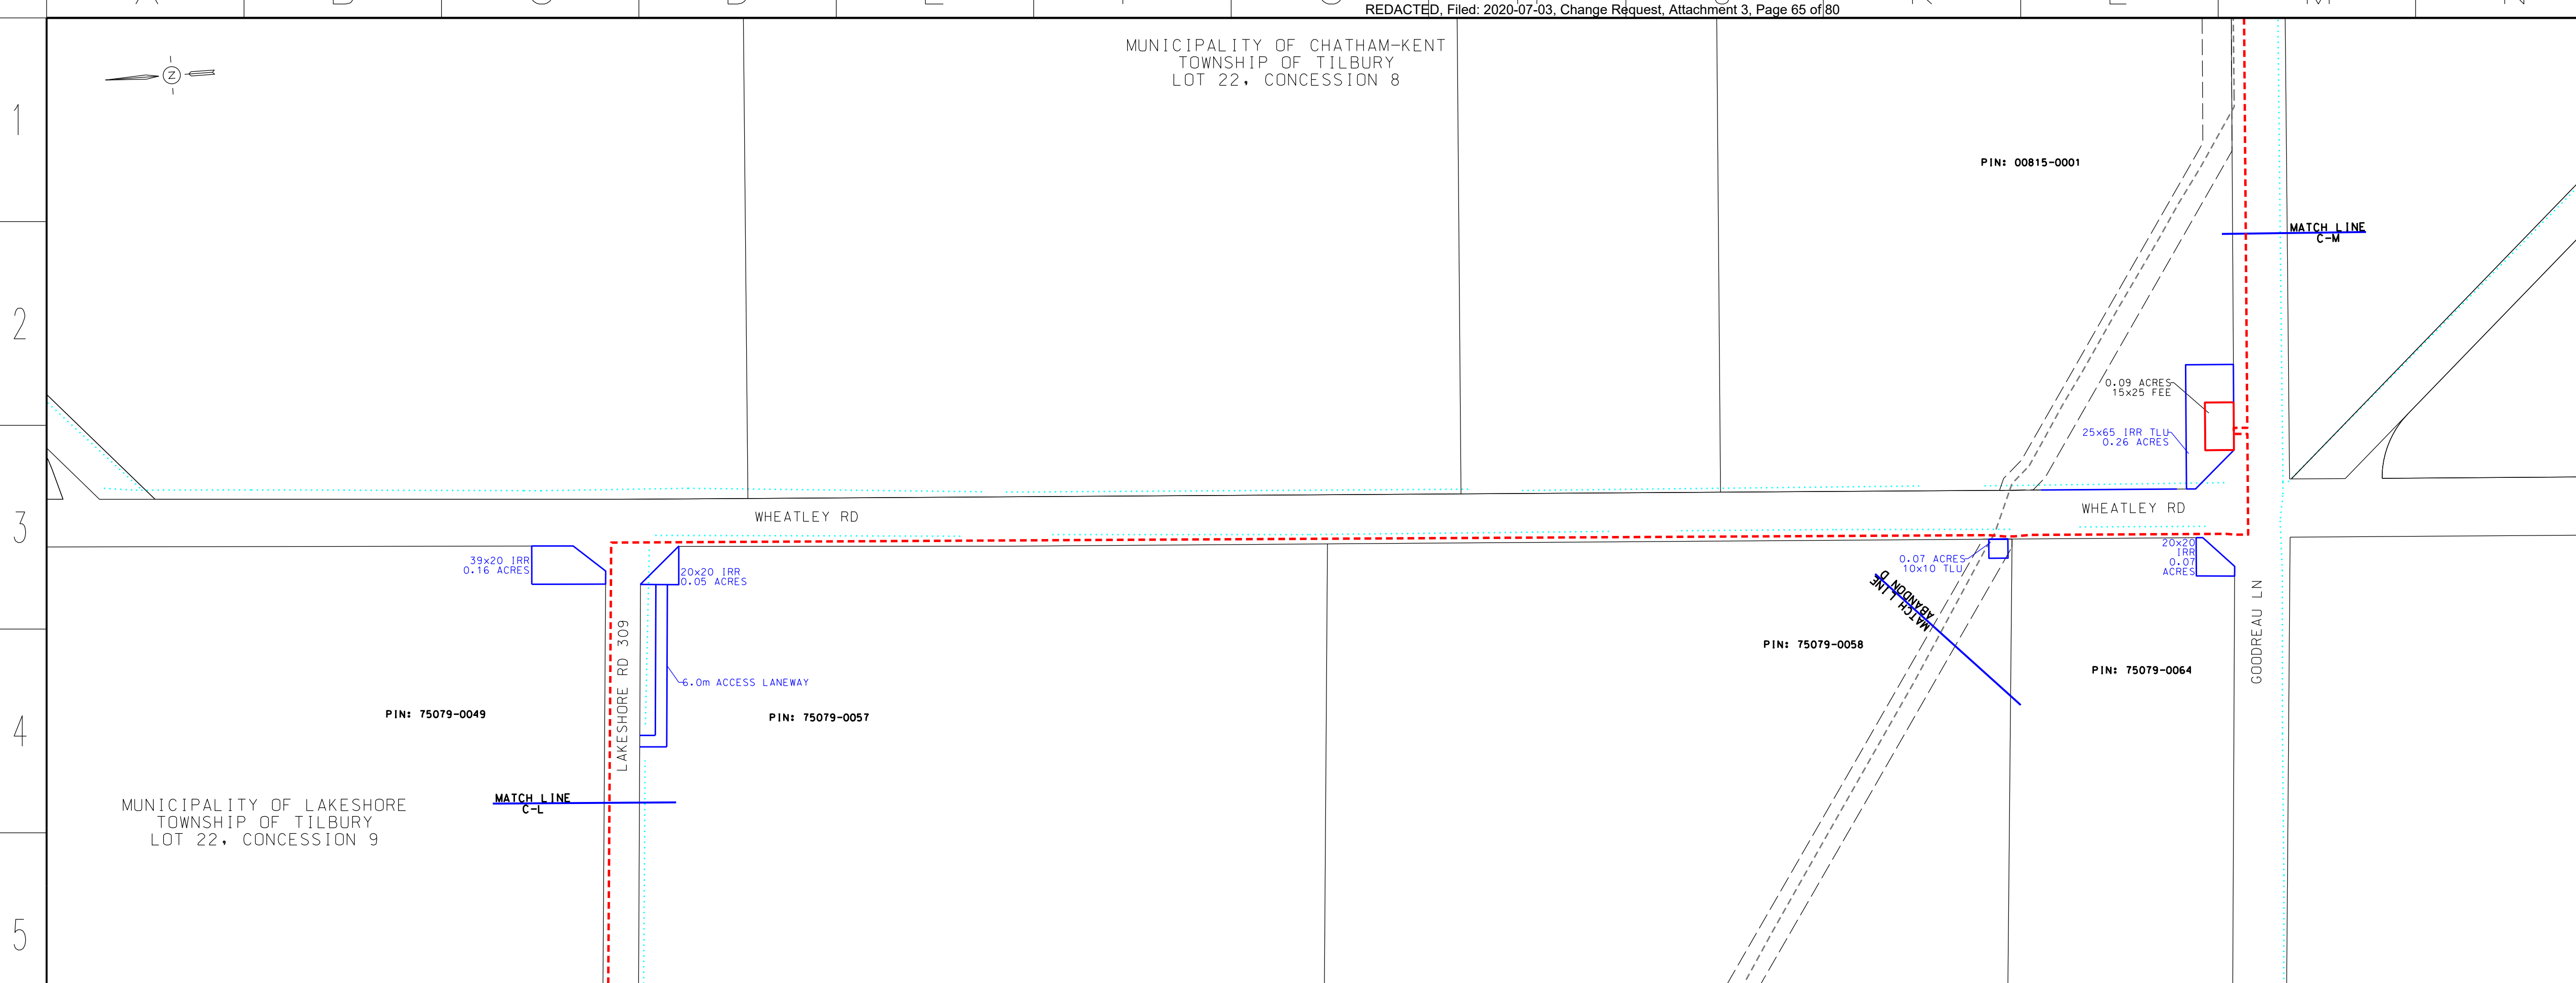 REDACTED, Filed: 2020-07-03, Change Request, Attachment 3, Page 65 of 80
MUNICIPALITY OF CHATHAM-KENT
TOWNSHIP OF TILBURY
LOT 22, CONCESSION 8
Z
1
PIN: 00815-0001
MATCH LINE
C-M
2
0.09 ACRES
15x25 FEE
25x65 IRR TLU
0.26 ACRES
WHEATLEY RD
WHEATLEY RD
3
39x20 IRR
0.16 ACRES
20x20 IRR
0.05 ACRES
0.07 ACRES
10x10 TLU
20x20
IRR
0.07
ACRES
MATCH LINE
ABANDON D
GOODREAU LN
LAKESHORE RD 309
PIN: 75079-0058
PIN: 75079-0064
6.0m ACCESS LANEWAY
PIN: 75079-0049
PIN: 75079-0057
4
MATCH LINE
C-L
MUNICIPALITY OF LAKESHORE
TOWNSHIP OF TILBURY
LOT 22, CONCESSION 9
5